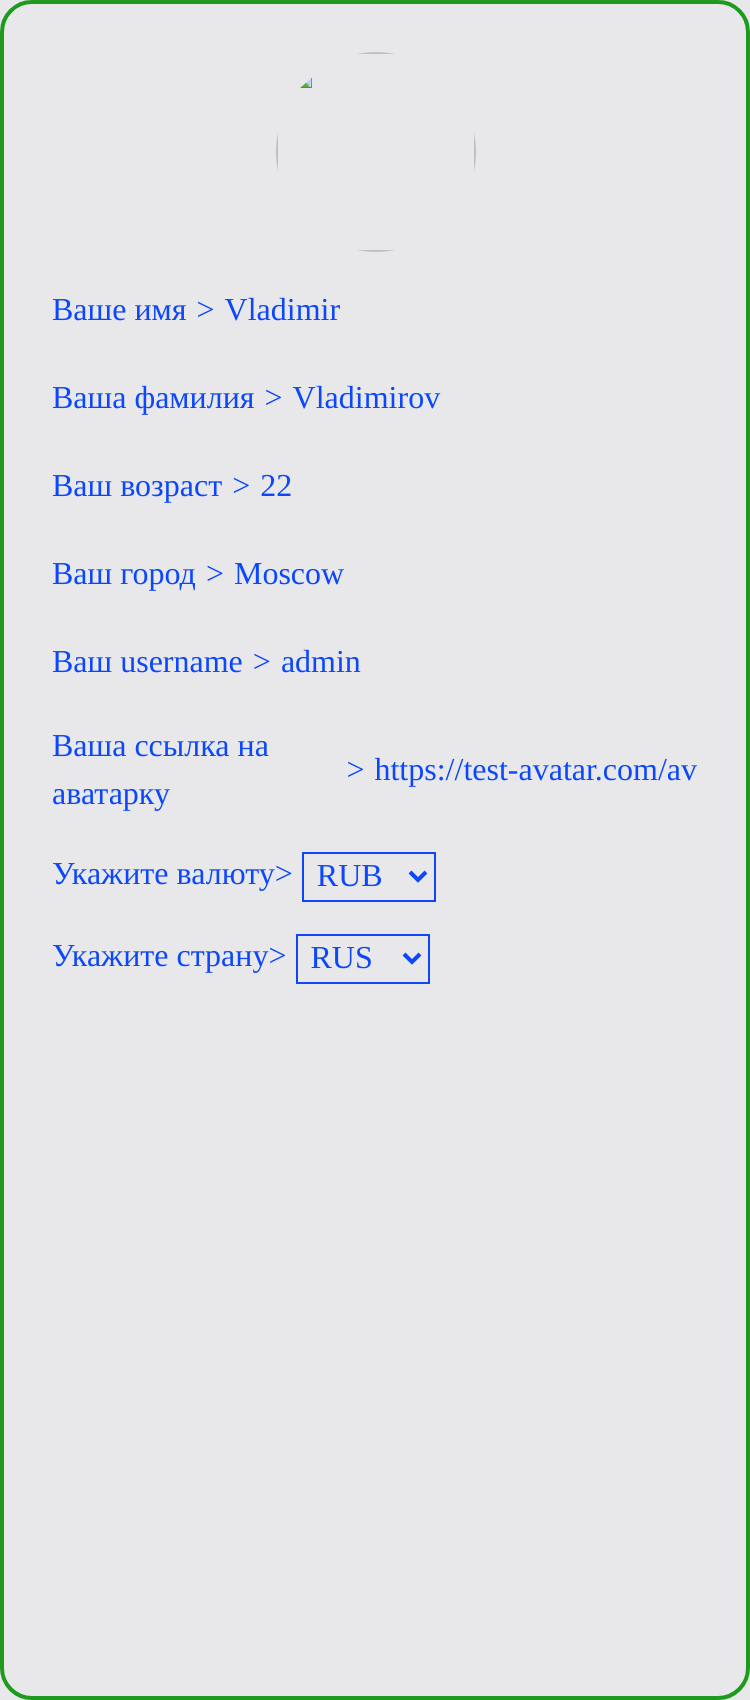 Ваше имя > Vladimir
Ваша фамилия > Vladimirov
Ваш возраст > 22
Ваш город > Moscow
Ваш username > admin
Ваша ссылка на
аватарку > https://test-avatar.com/av
Укажите валюту> RUB
Укажите страну> RUS